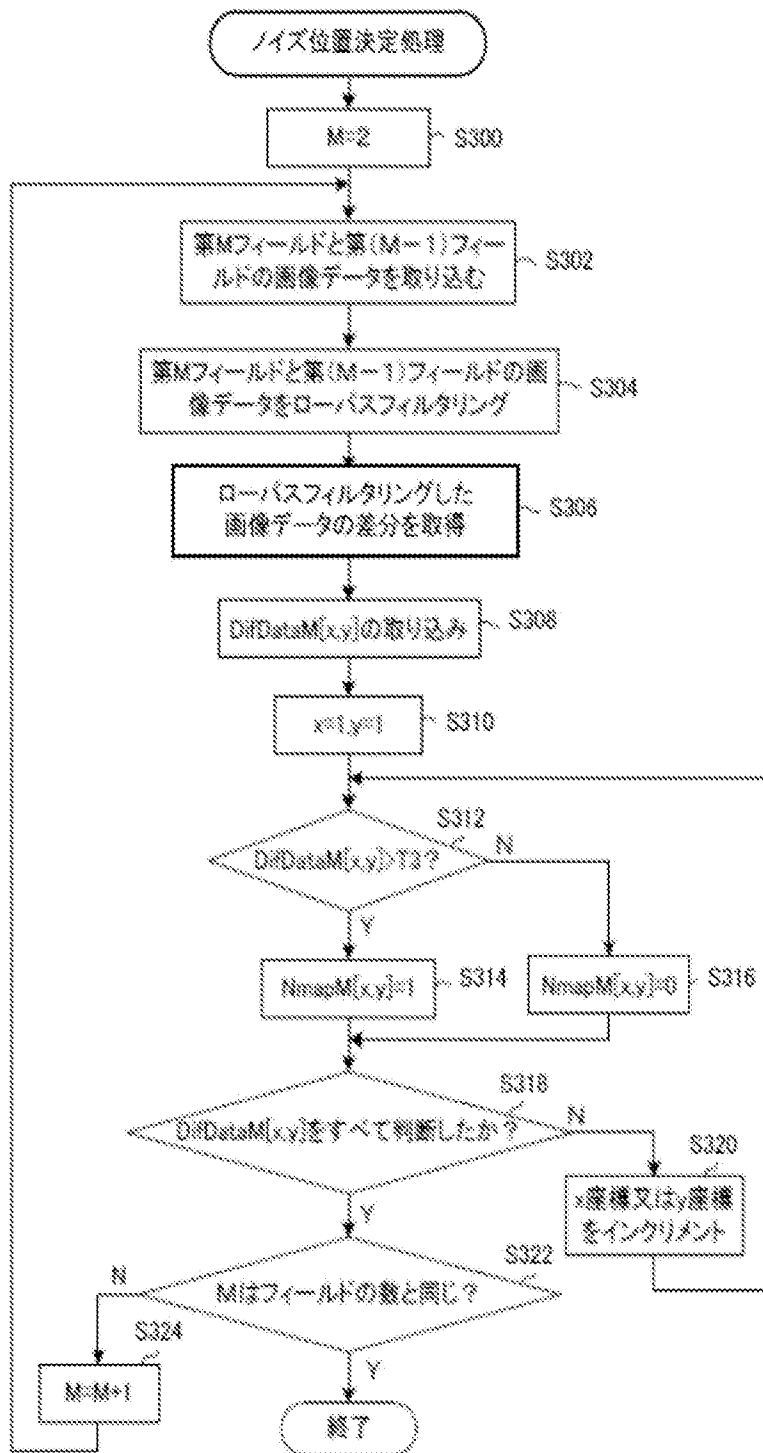 ノイズ位置決定処理
M=2
S300
第Mフィールドと第(M-1)フィー
ルドの画像データを取り込む
S302
第Mフィールドと第(M-1)フィールドの画
像データをローパスフィルタリング
S304
ローパスフィルタリングした
画像データの差分を取得
S306
DifDataM[x,y]の取り込み
S308
x=1,y=1
S310
S312
DifDataM[x,y]>T3?
N
Y
NmapM[x,y]=1
S314
NmapM[x,y]=0
S316
S318
DifDataM[x,y]をすべて判断したか?
N
Y
S320
x座標又はy座標
をインクリメント
S322
Mはフィールドの数と同じ?
N
Y
S324
M=M+1
終了